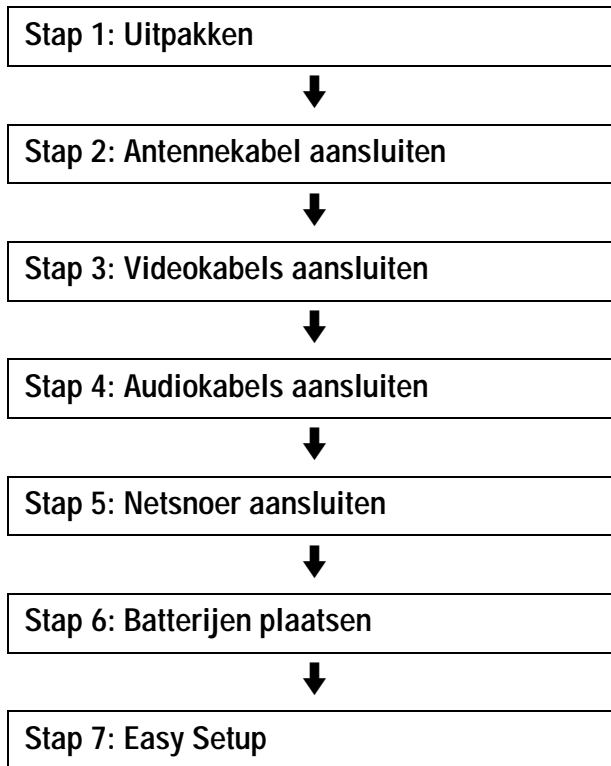 Stap 1: Uitpakken
Stap 2: Antennekabel aansluiten
Stap 3: Videokabels aansluiten
Stap 4: Audiokabels aansluiten
Stap 5: Netsnoer aansluiten
Stap 6: Batterijen plaatsen
Stap 7: Easy Setup